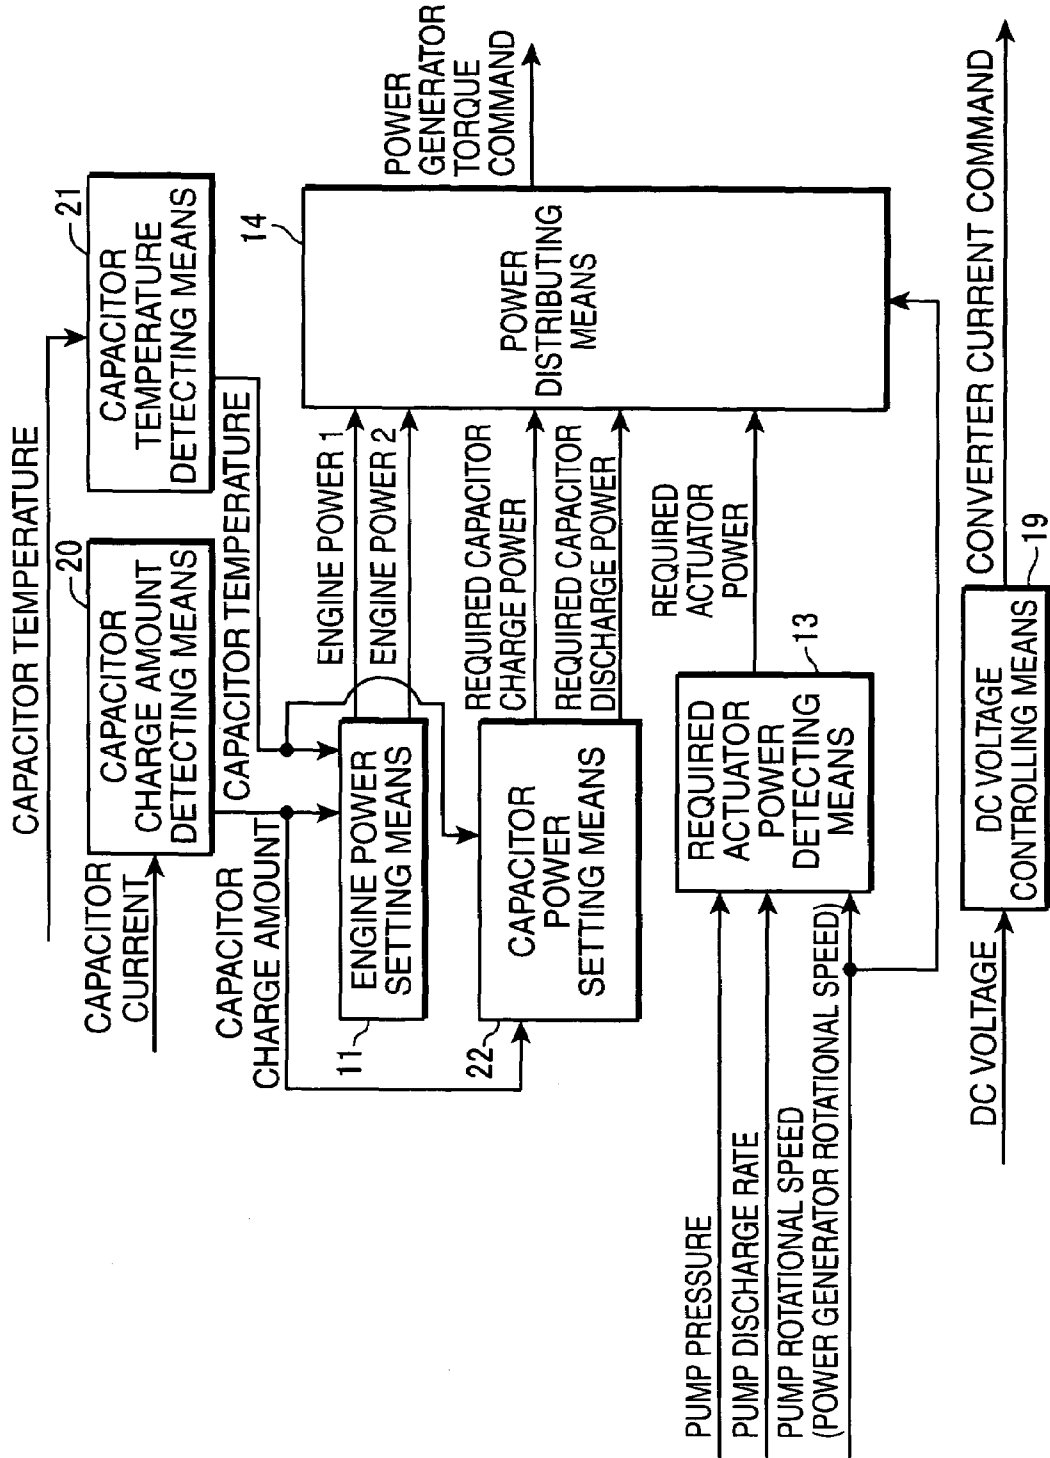 CAPACITOR TEMPERATURE
CAPACITOR
CURRENT
20
CAPACITOR
CHARGE AMOUNT
DETECTING MEANS
21
CAPACITOR
TEMPERATURE
DETECTING MEANS
CAPACITOR TEMPERATURE
CAPACITOR
CHARGE AMOUNT
11
ENGINE POWER
SETTING MEANS
ENGINE POWER 1
ENGINE POWER 2
22
CAPACITOR
POWER
SETTING MEANS
REQUIRED CAPACITOR
CHARGE POWER
REQUIRED CAPACITOR
DISCHARGE POWER
14
POWER
DISTRIBUTING
MEANS
POWER
GENERATOR
TORQUE
COMMAND
PUMP PRESSURE
PUMP DISCHARGE RATE
PUMP ROTATIONAL SPEED
(POWER GENERATOR ROTATIONAL SPEED)
REQUIRED
ACTUATOR
POWER
DETECTING
MEANS
13
REQUIRED
ACTUATOR
POWER
DC VOLTAGE
DC VOLTAGE
CONTROLLING MEANS
19
CONVERTER CURRENT COMMAND